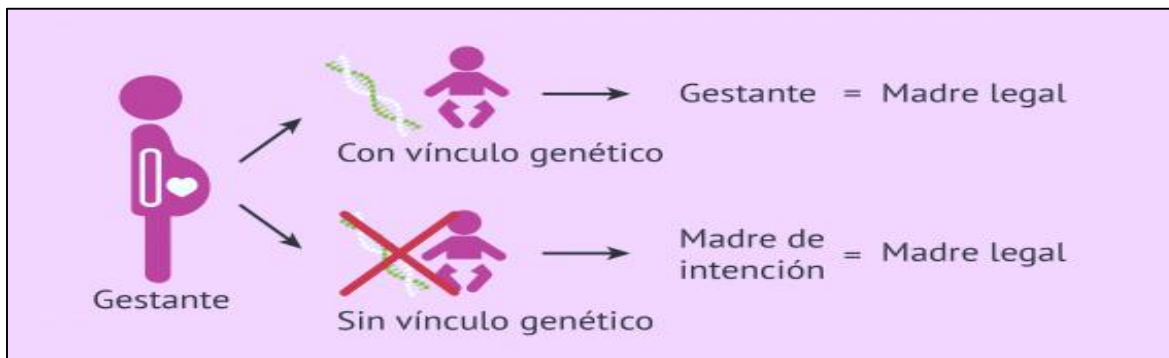 Gestante
Con vínculo genético
Gestante = Madre legal
Sin vínculo genético
Madre de
intención = Madre legal